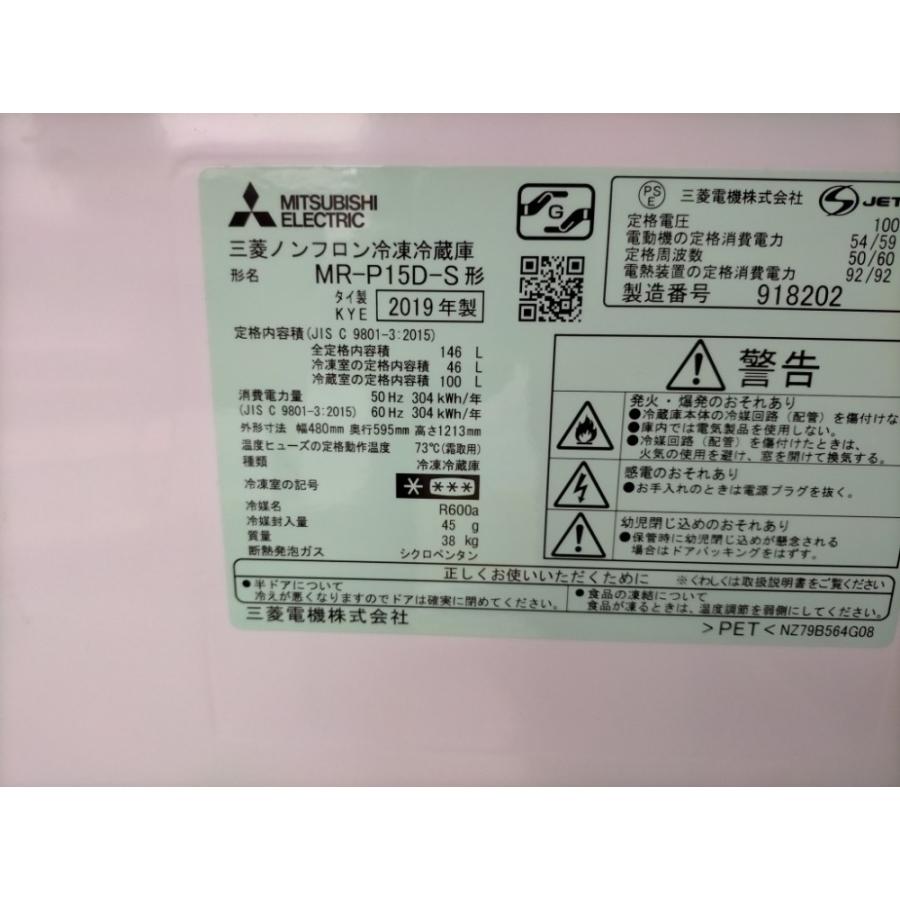 MITSUBISHI
ELECTRIC
三菱ノンフロン冷凍冷蔵庫
形名 MR-P15D-S形
タイ製
KYE 2019年製
定格内容積(JIS C 9801-3:2015)
全定格内容積 146 L
冷凍室の定格内容積 46 L
冷蔵室の定格内容積 100 L
消費電力量 50Hz 304kWh/年
(JIS C 9801-3:2015) 60Hz 304kWh/年
外形寸法 幅480mm 奥行595mm 高さ1213mm
温度ヒューズの定格動作温度 73℃(霜取用)
種類 冷凍冷蔵庫
冷凍室の記号 * ***
冷媒名 R600a
冷媒封入量 45 g
質量 38 kg
断熱発泡ガス シクロペンタン
G
PS
E 三菱電機株式会社 JET
定格電圧 100
電動機の定格消費電力 54/59
定格周波数 50/60
電熱装置の定格消費電力 92/92
製造番号 918202
警告
発火・爆発のおそれあり
●冷蔵庫本体の冷媒回路(配管)を傷付けな
●庫内では電気製品を使用しない。
●冷媒回路(配管)を傷付けたときは、
火気の使用を避け、窓を開けて換気する。
感電のおそれあり
●お手入れのときは電源プラグを抜く。
幼児閉じ込めのおそれあり
●保管時に幼児閉じ込めが懸念される
場合はドアパッキングをはずす。
正しくお使いいただくために ※くわしくは取扱説明書をご覧ください
●半ドアについて
冷えが悪くなりますのでドアは確実に閉めてください。
●食品の凍結について
食品が凍るときは、温度調節を弱側にしてください。
三菱電機株式会社
>PET< NZ79B564G08